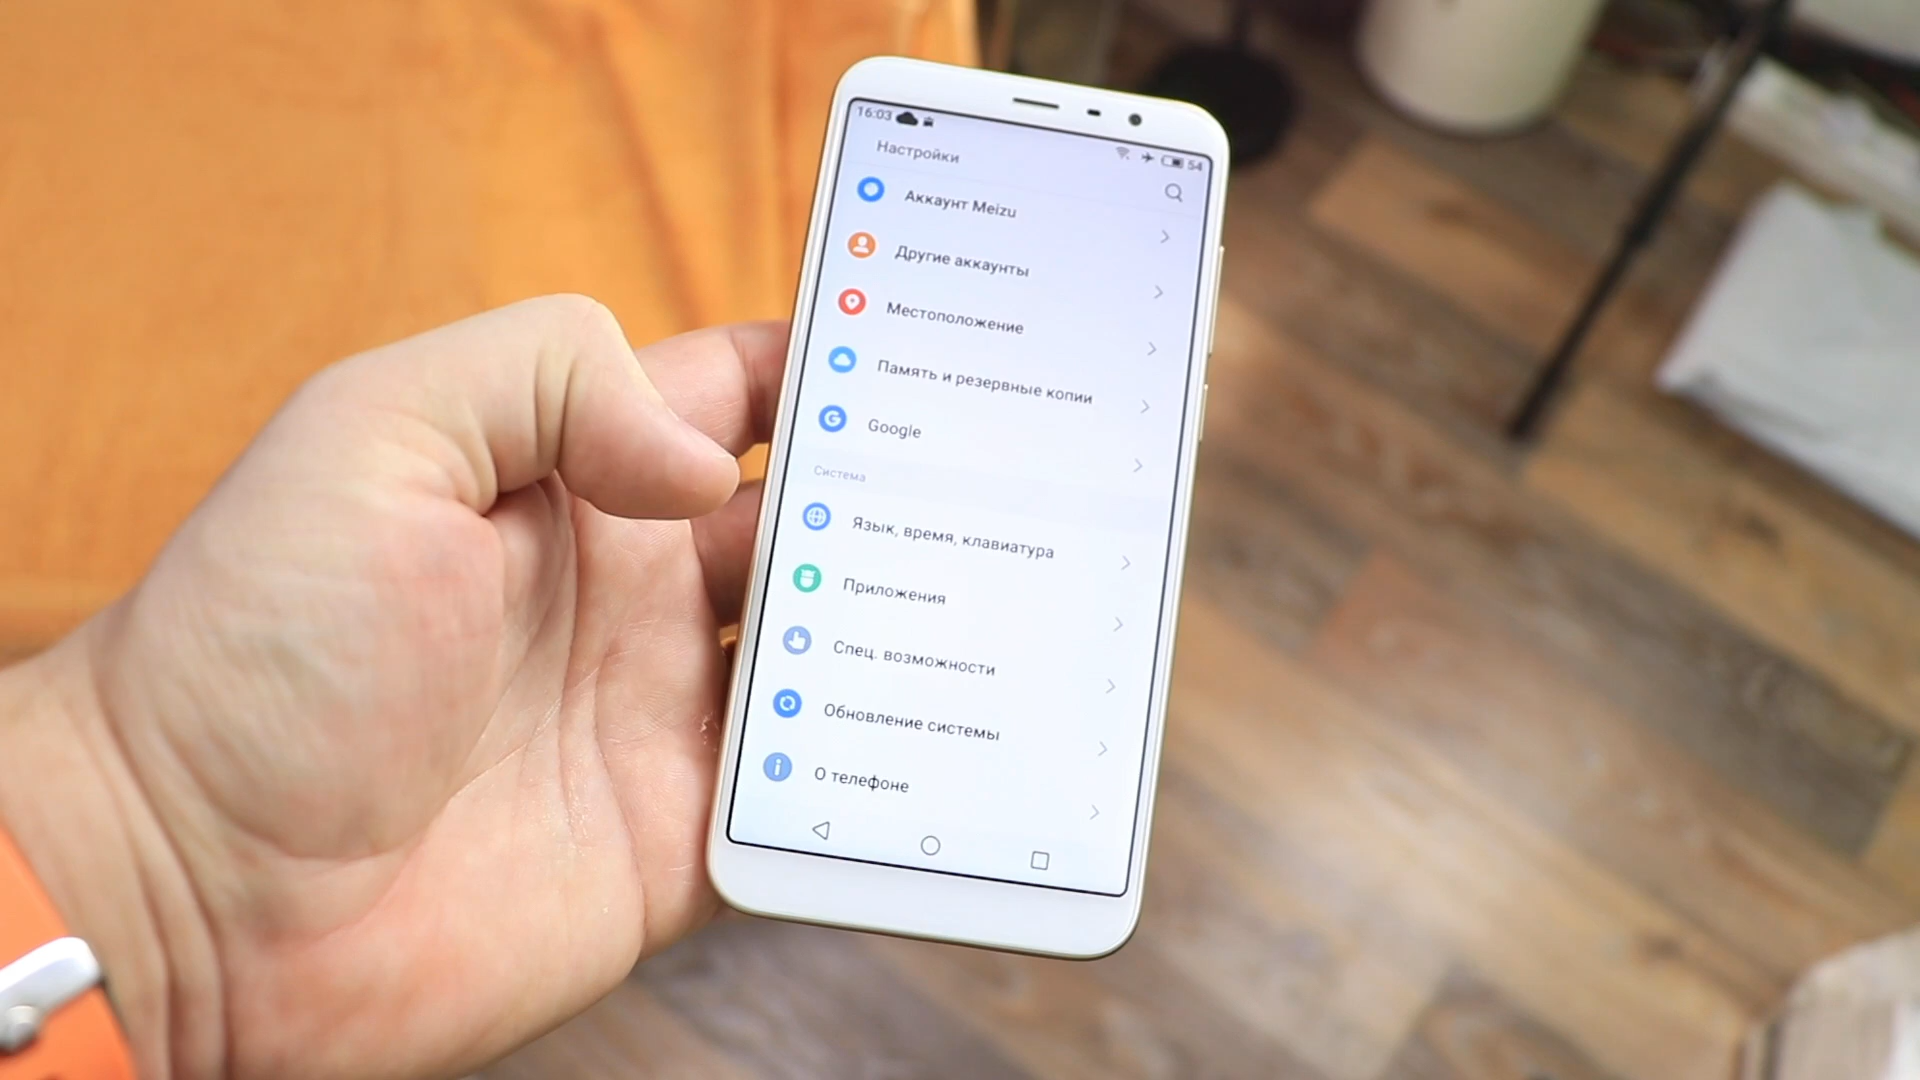 16:03
54
Настройки
Аккаунт Meizu
Другие аккаунты
Местоположение
Память и резервные копии
Google
Система
Язык, время, клавиатура
Приложения
Спец. возможности
Обновление системы
О телефоне